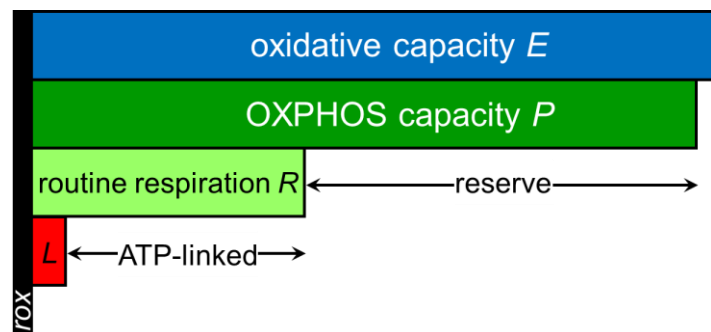 oxidative capacity E
OXPHOS capacity P
routine respiration R
reserve
L
ATP-linked
rox